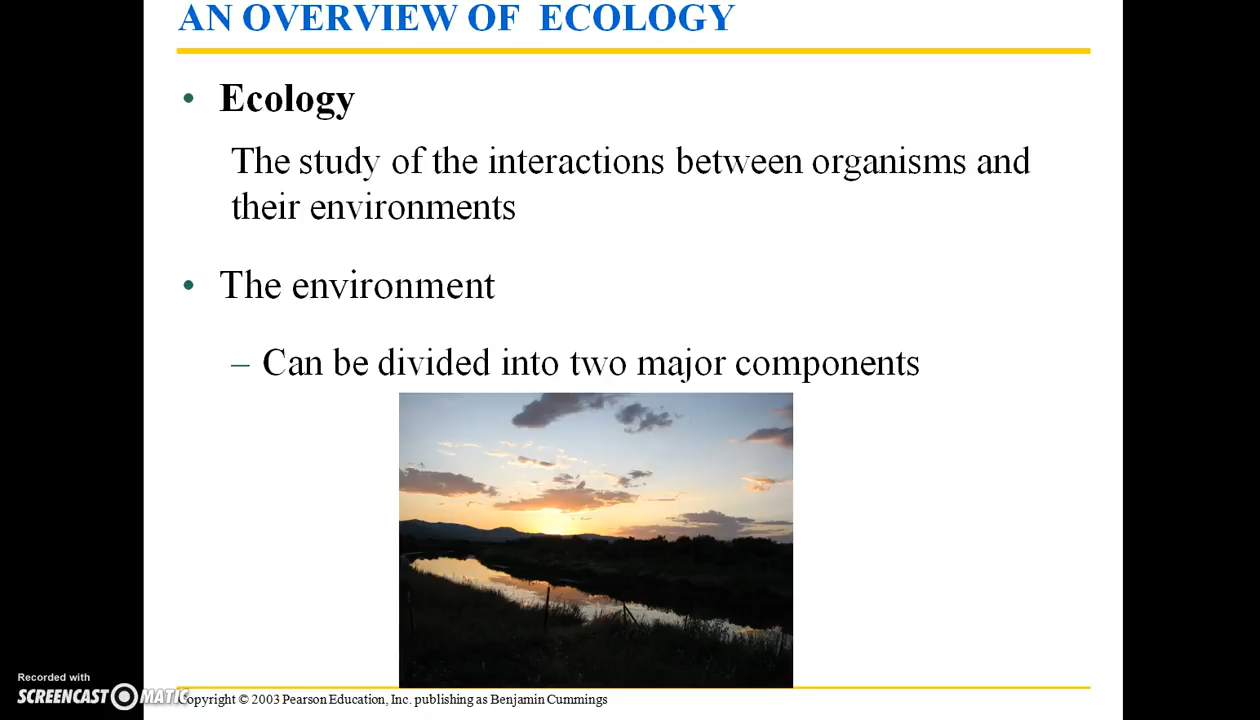 AN OVERVIEW OF ECOLOGY
• Ecology
The study of the interactions between organisms and
their environments
• The environment
– Can be divided into two major components
Recorded with
SCREENCAST MATIC
Copyright © 2003 Pearson Education, Inc. publishing as Benjamin Cummings